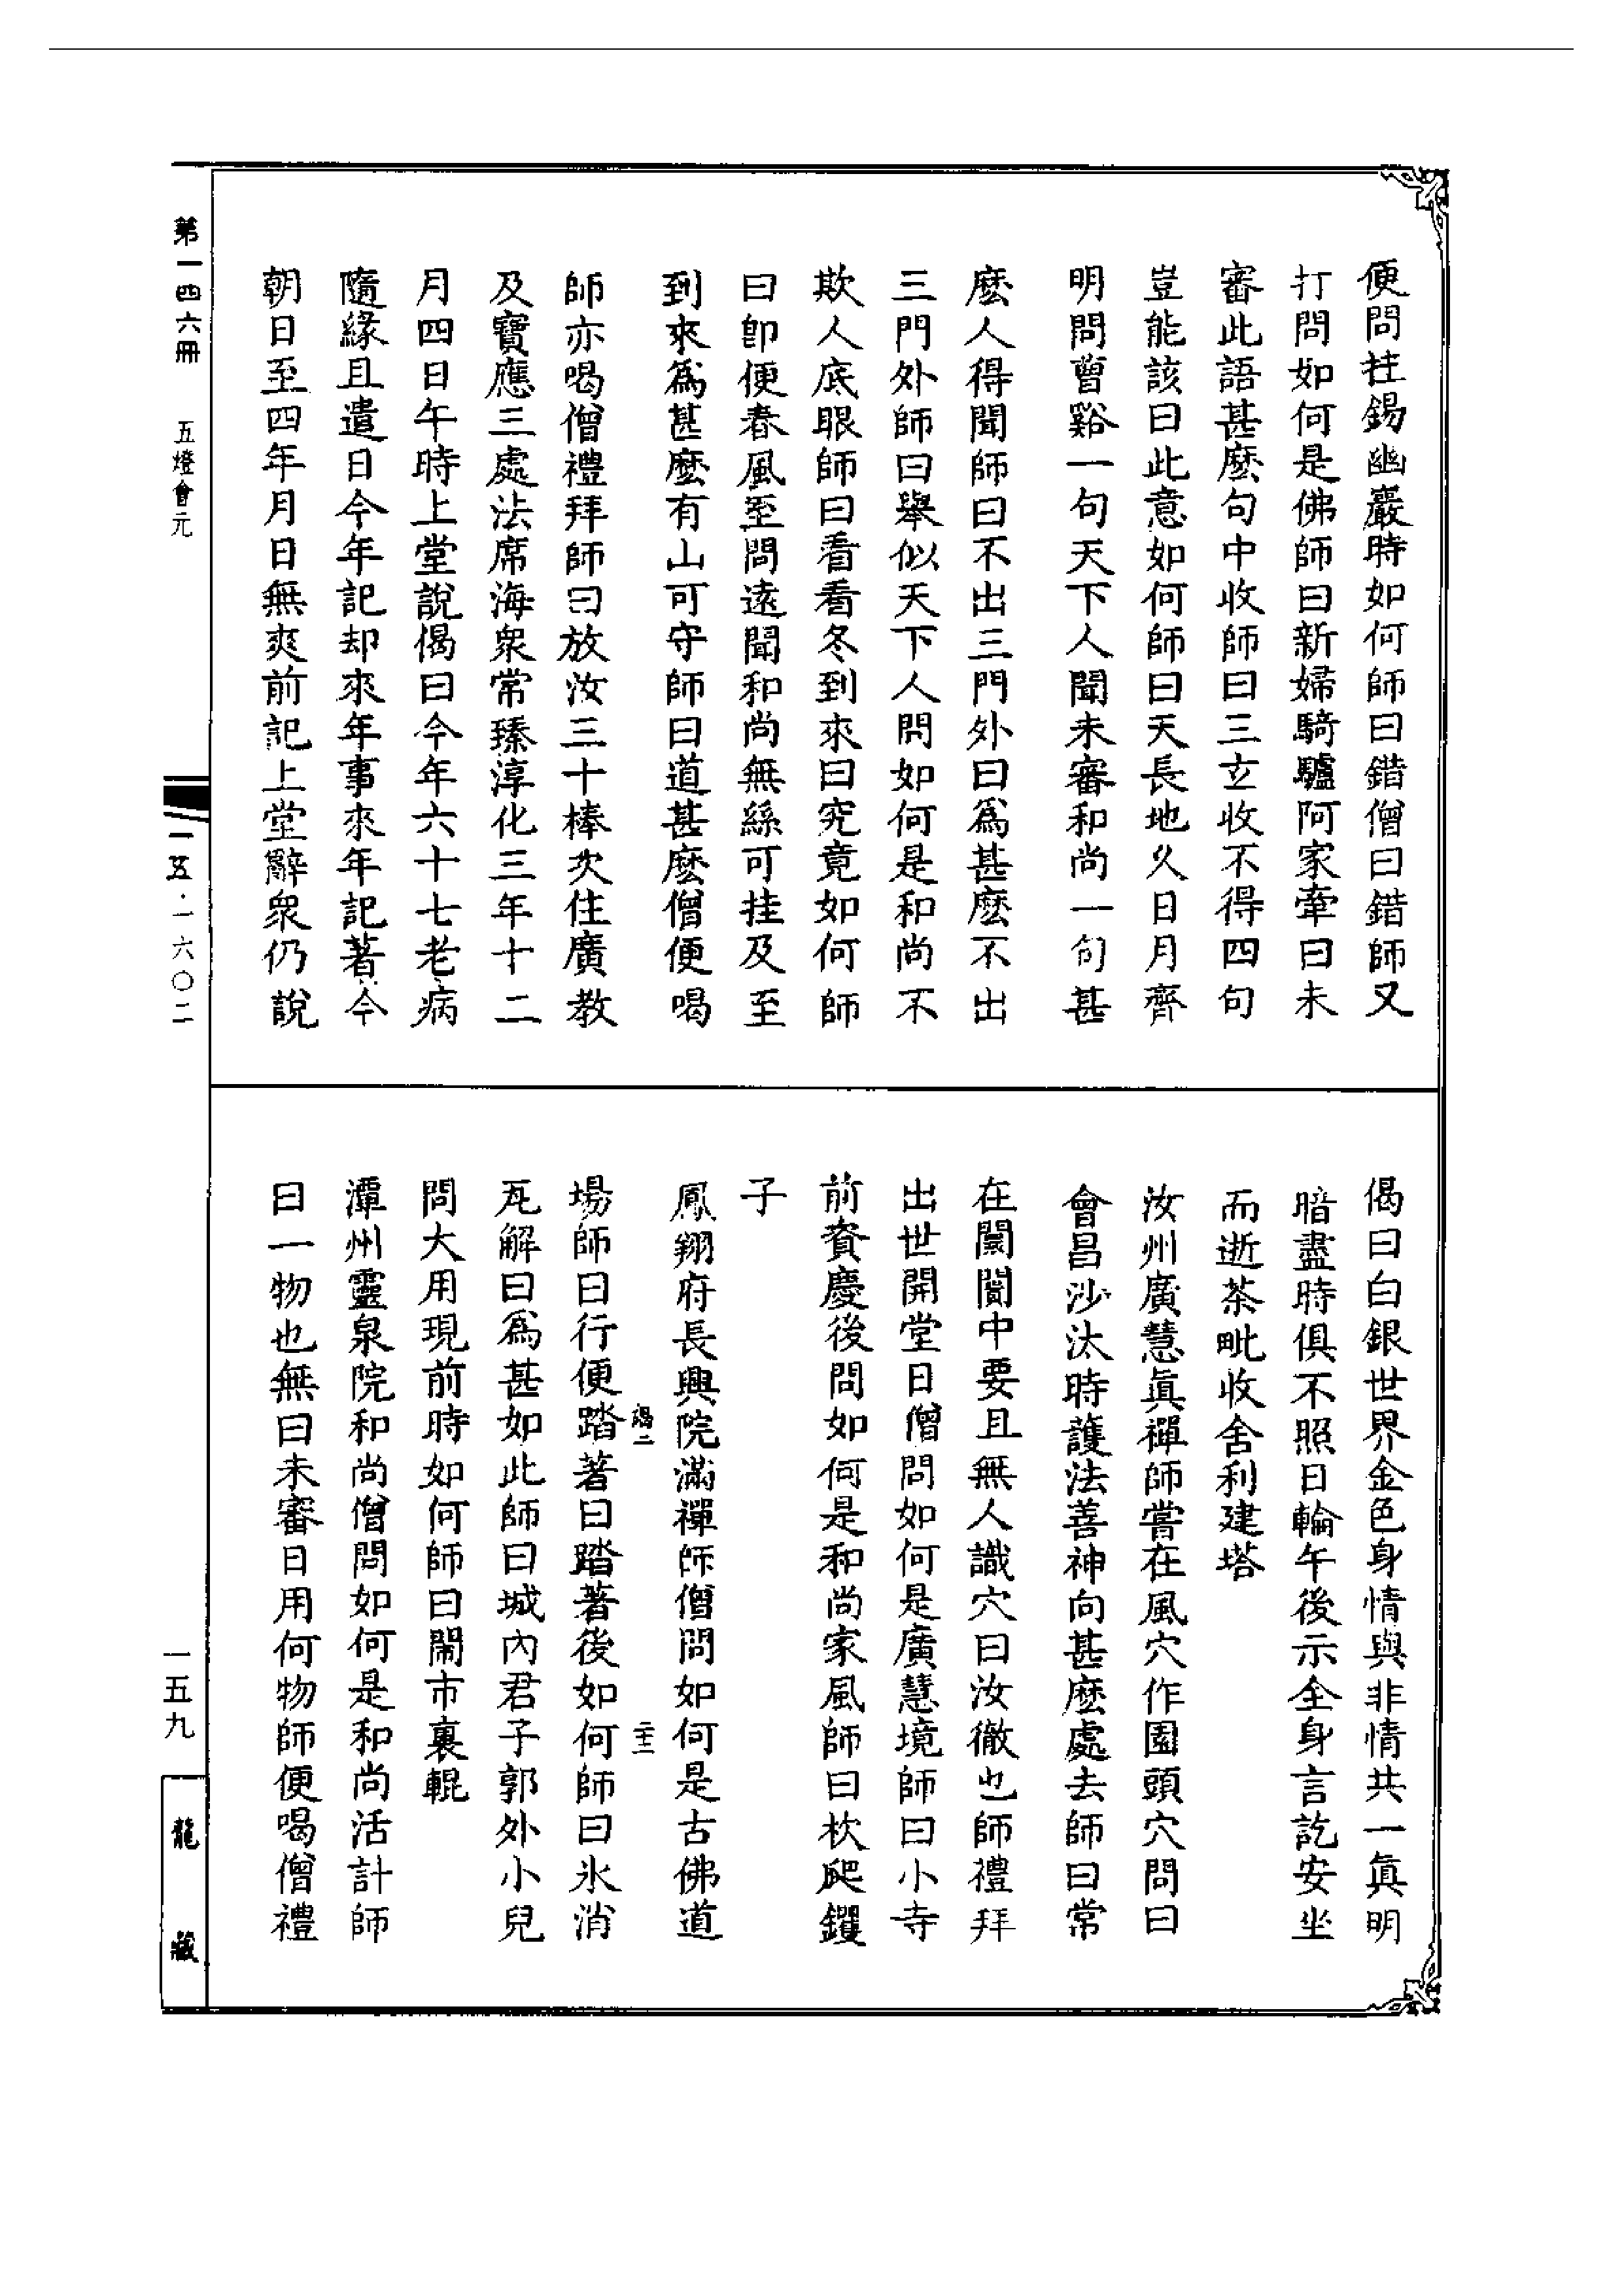 便問拄錫幽巖時如何師曰錯僧曰錯師又
打問如何是佛師曰新婦騎驢阿家牽曰未
審此語甚麼句中收師曰三玄收不得四句
豈能該曰此意如何師曰天長地久日月齊
明問曹谿一句天下人聞未審和尚一句甚
麼人得聞師曰不出三門外曰爲甚麼不出
三門外師曰舉似天下人問如何是和尚不
欺人底眼師曰看看冬到來曰究竟如何師
曰即便春風至問遠聞和尚無絲可挂及至
到來爲甚麼有山可守師曰道甚麼僧便喝
師亦喝僧禮拜師曰放汝三十棒次住廣教
及寶應三處法席海衆常臻淳化三年十二
月四日午時上堂說偈曰今年六十七老病
隨緣且遣日今年記却來年事來年記著今
朝日至四年月日無爽前記上堂辭衆仍說
偈曰白銀世界金色身情與非情共一眞明
暗盡時俱不照日輪午後示全身言訖安坐
而逝茶毗收舍利建塔
汝州廣慧眞禪師嘗在風穴作園頭穴問曰
會昌沙汰時護法善神向甚麼處去師曰常
在闤闠中要且無人識穴曰汝徹也師禮拜
出世開堂日僧問如何是廣慧境師曰小寺
前資慶後問如何是和尚家風師曰杴爬钁
子
鳳翔府長興院滿禪師僧問如何是古佛道
場師曰行便踏著曰踏著後如何師曰氷消
瓦解曰爲甚如此師曰城內君子郭外小兒
問大用現前時如何師曰閙市裏輥
潭州靈泉院和尚僧問如何是和尚活計師
曰一物也無曰未審日用何物師便喝僧禮
第一四六冊 五燈會元
一五·一六〇二
一五九
龍藏